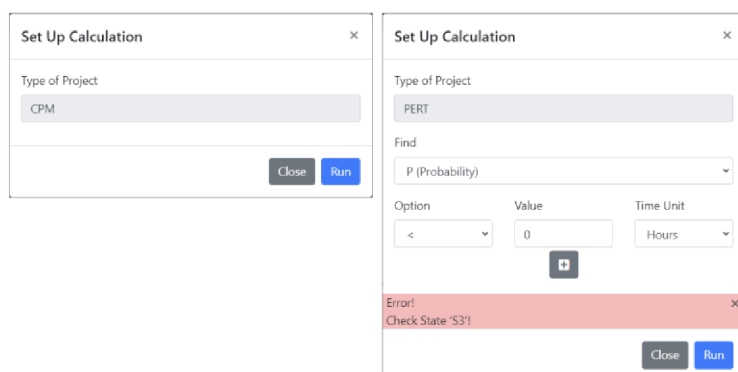 Set Up Calculation ×
Type of Project
CPM
Close Run
Set Up Calculation ×
Type of Project
PERT
Find
P (Probability)
Option Value Time Unit
< 0 Hours
Error! ×
Check State 'S3'!
Close Run